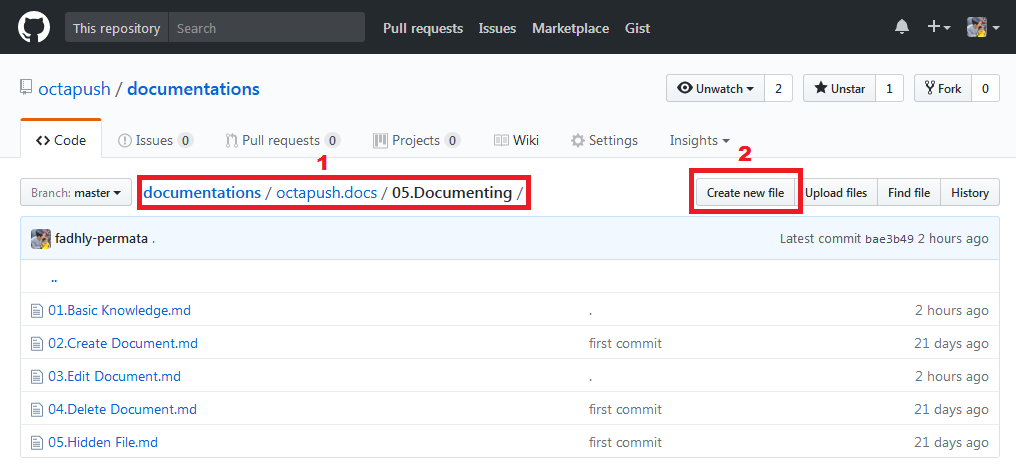 This repository Search Pull requests Issues Marketplace Gist
octapush / documentations Unwatch 2 Unstar 1 Fork 0
Code Issues 0 Pull requests 0 Projects 0 Wiki Settings Insights
1 2
Branch: master documentations / octapush.docs / 05.Documenting / Create new file Upload files Find file History
fadhly-permata . Latest commit bae3b49 2 hours ago
..
01.Basic Knowledge.md . 2 hours ago
02.Create Document.md first commit 21 days ago
03.Edit Document.md . 2 hours ago
04.Delete Document.md first commit 21 days ago
05.Hidden File.md first commit 21 days ago